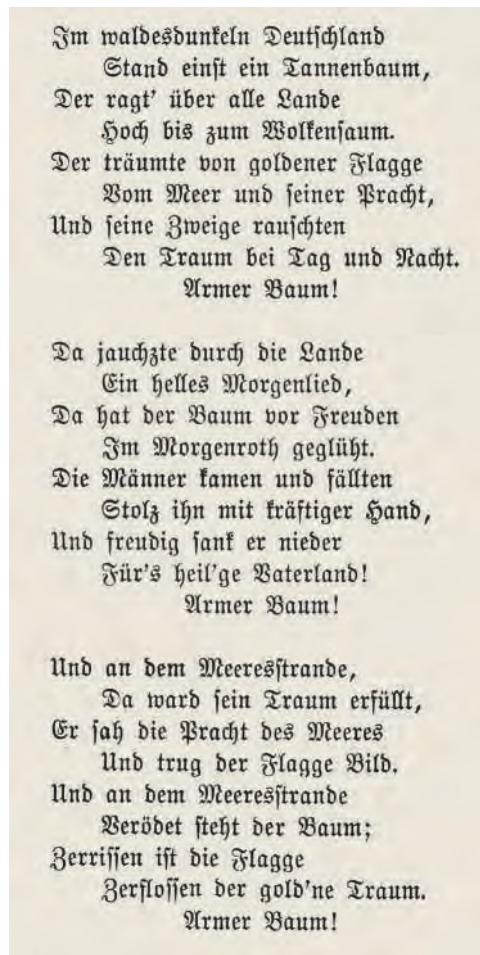 Im waldesdunkeln Deutschland
Stand einst ein Tannenbaum,
Der ragt' über alle Lande
Hoch bis zum Wolkensaum.
Der träumte von goldener Flagge
Vom Meer und seiner Pracht,
Und seine Zweige rauschten
Den Traum bei Tag und Nacht.
Armer Baum!

Da jauchzte durch die Lande
Ein helles Morgenlied,
Da hat der Baum vor Freuden
Im Morgenroth geglüht.
Die Männer kamen und fällten
Stolz ihn mit kräftiger Hand,
Und freudig sank er nieder
Für's heil'ge Vaterland!
Armer Baum!

Und an dem Meeresstrande,
Da ward sein Traum erfüllt,
Er sah die Pracht des Meeres
Und trug der Flagge Bild.
Und an dem Meeresstrande
Verödet steht der Baum;
Zerrissen ist die Flagge
Zerflossen der gold'ne Traum.
Armer Baum!